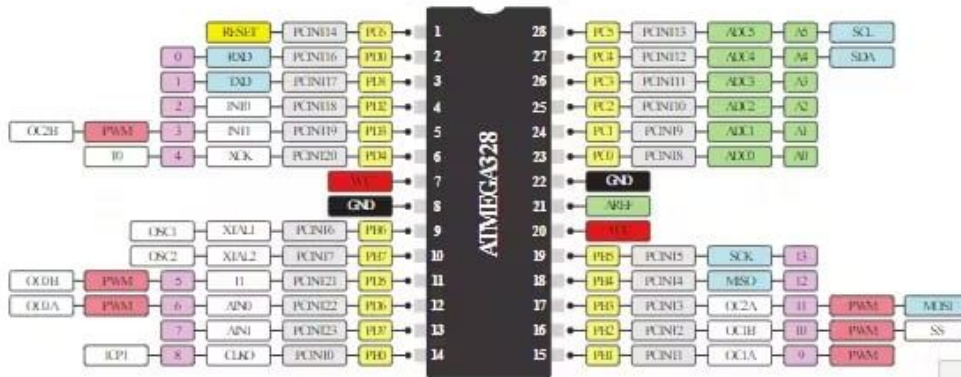 RESET PCINT14 PC6 1 28 PC5 PCINT13 ADC5 A5 SCL
0 RXD PCINT16 PD0 2 27 PC4 PCINT12 ADC4 A4 SDA
1 TXD PCINT17 PD1 3 26 PC3 PCINT11 ADC3 A3
2 INT0 PCINT18 PD2 4 25 PC2 PCINT10 ADC2 A2
OC2B PWM 3 INT1 PCINT19 PD3 5 24 PC1 PCINT9 ADC1 A1
T0 4 XCK PCINT20 PD4 6 23 PC0 PCINT8 ADC0 A0
VCC 7 22 GND
GND 8 21 AREF
OSC1 XTAL1 PCINT6 PB6 9 20
OSC2 XTAL2 PCINT7 PB7 10 19 PB5 PCINT5 SCK 13
OC0B PWM 5 T1 PCINT21 PD5 11 18 PB4 PCINT4 MISO 12
OC0A PWM 6 AIN0 PCINT22 PD6 12 17 PB3 PCINT3 OC2A 11 PWM MOSI
7 AIN1 PCINT23 PD7 13 16 PB2 PCINT2 OC1B 10 PWM SS
ICP1 8 CLKO PCINT0 PB0 14 15 PB1 PCINT1 OC1A 9 PWM
ATMEGA328